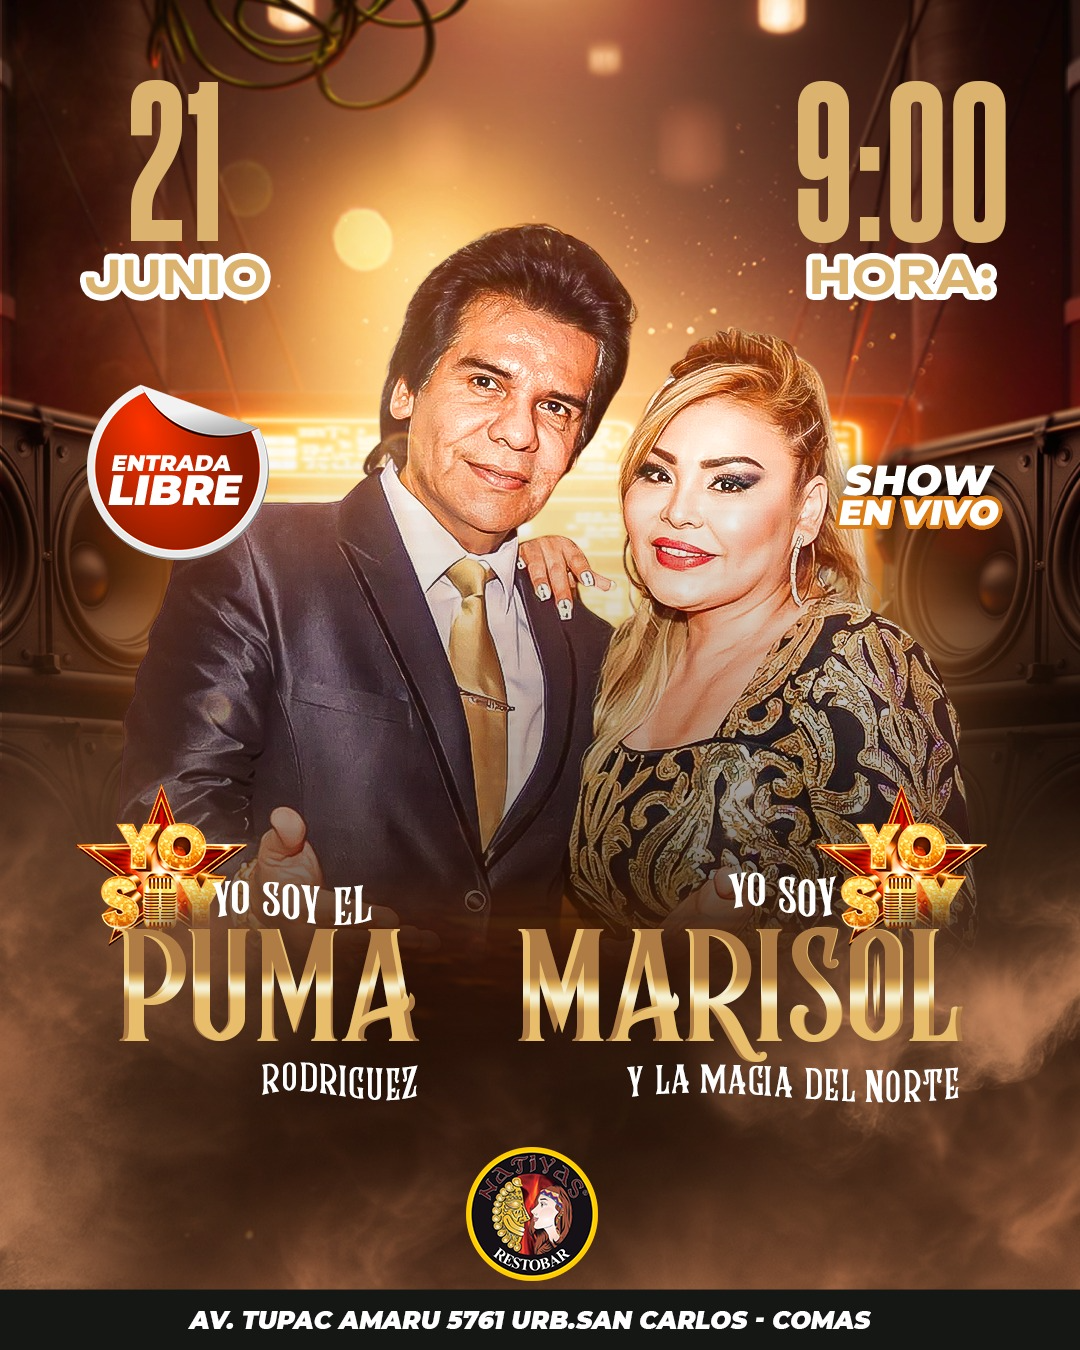 21
JUNIO
9:00
HORA:
ENTRADA
LIBRE
SHOW
EN VIVO
YO
SOY
YO SOY EL
PUMA
RODRIGUEZ
YO SOY
YO
SOY
MARISOL
Y LA MAGIA DEL NORTE
NATIVAS
RESTOBAR
AV. TUPAC AMARU 5761 URB.SAN CARLOS - COMAS